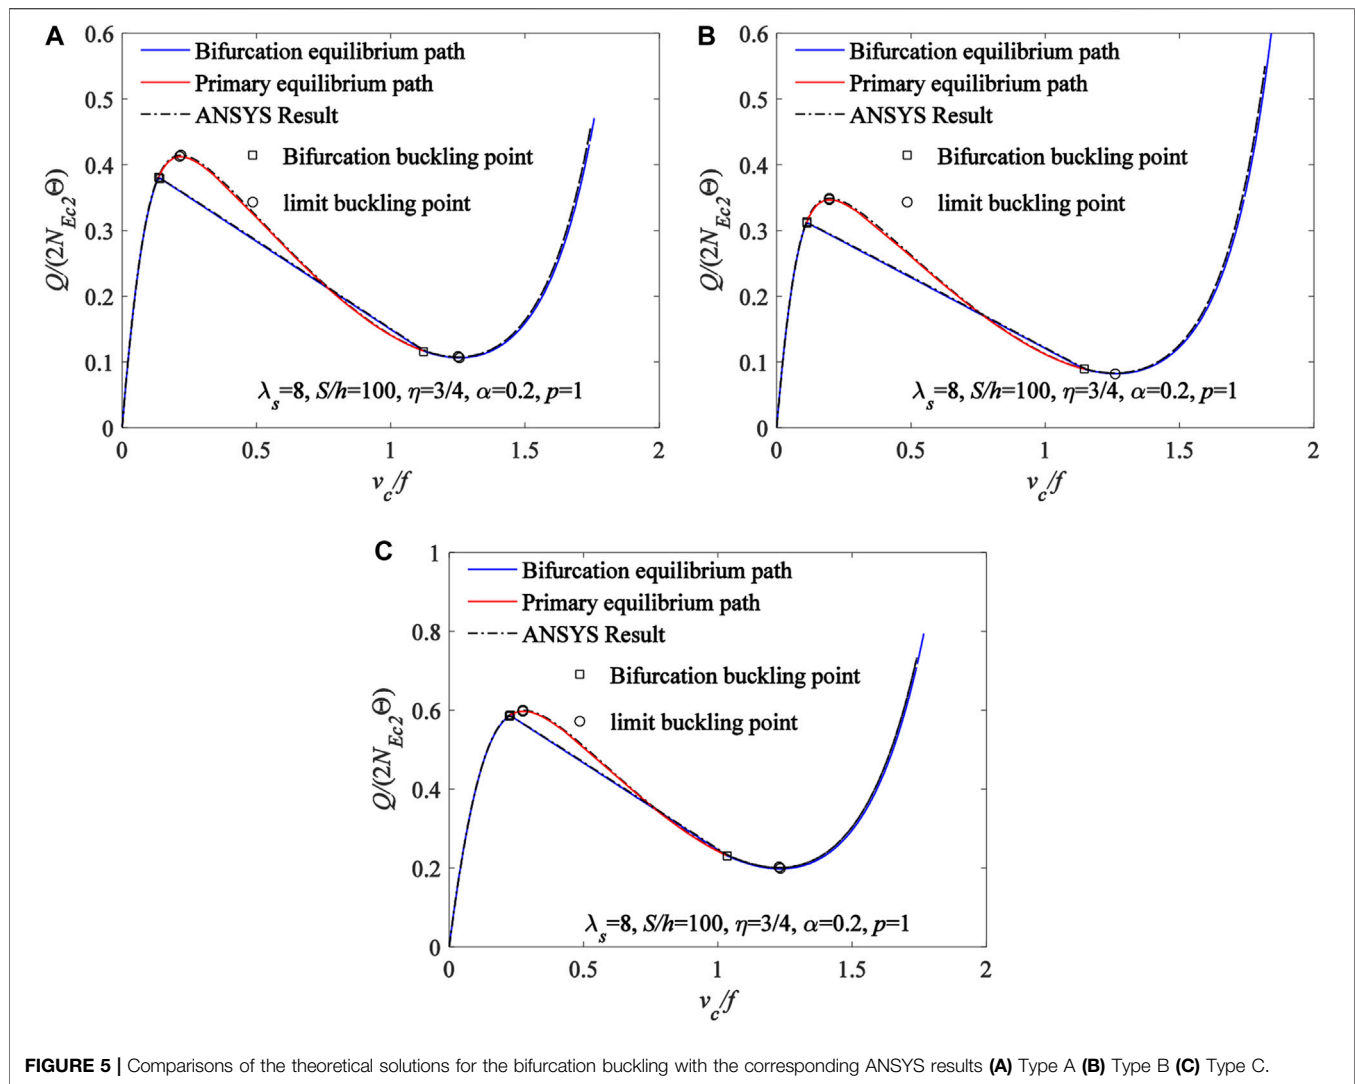 A
0.6
0.5
0.4
0.3
0.2
0.1
0
Q/(2N_Ec2Θ)
Bifurcation equilibrium path
Primary equilibrium path
ANSYS Result
Bifurcation buckling point
limit buckling point
λ_s=8, S/h=100, η=3/4, α=0.2, p=1
0 0.5 1 1.5 2
v_c/f
B
0.6
0.5
0.4
0.3
0.2
0.1
0
Q/(2N_Ec2Θ)
Bifurcation equilibrium path
Primary equilibrium path
ANSYS Result
Bifurcation buckling point
limit buckling point
λ_s=8, S/h=100, η=3/4, α=0.2, p=1
0 0.5 1 1.5 2
v_c/f
C
1
0.8
0.6
0.4
0.2
0
Q/(2N_Ec2Θ)
Bifurcation equilibrium path
Primary equilibrium path
ANSYS Result
Bifurcation buckling point
limit buckling point
λ_s=8, S/h=100, η=3/4, α=0.2, p=1
0 0.5 1 1.5 2
v_c/f
FIGURE 5 | Comparisons of the theoretical solutions for the bifurcation buckling with the corresponding ANSYS results (A) Type A (B) Type B (C) Type C.